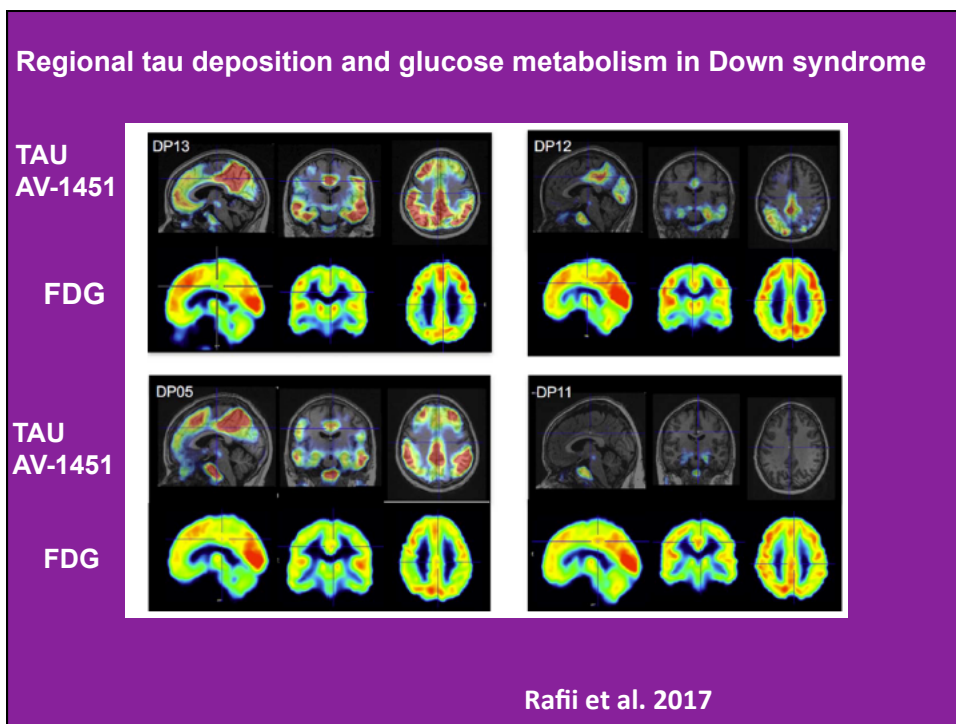 Regional tau deposition and glucose metabolism in Down syndrome
TAU
AV-1451
DP13
DP12
FDG
TAU
AV-1451
DP05
-DP11
FDG
Rafii et al. 2017